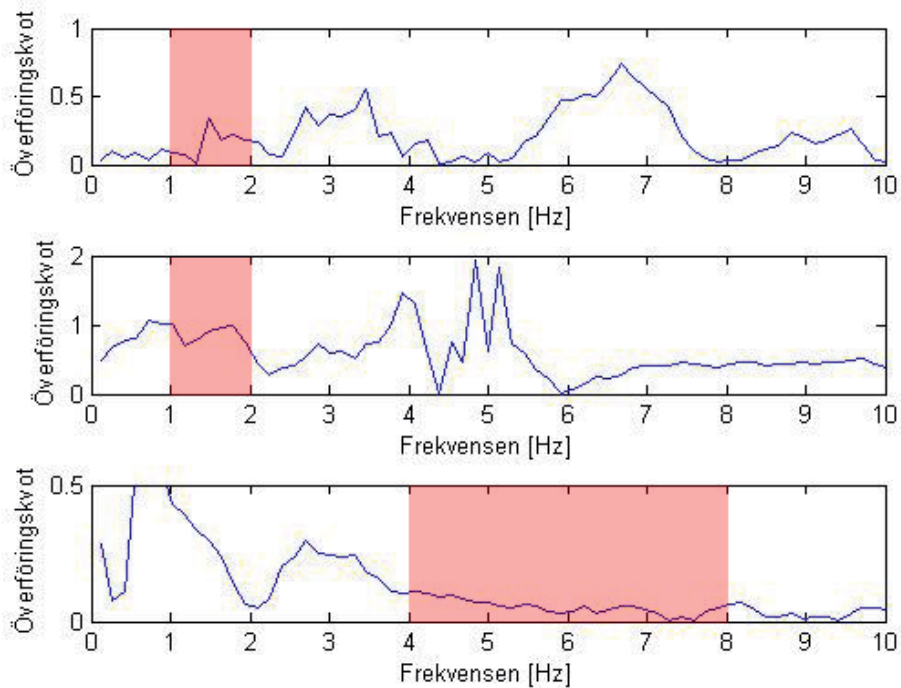 1
0.5
0
Överföringskvot
0 1 2 3 4 5 6 7 8 9 10
Frekvensen [Hz]
2
1
0
Överföringskvot
0 1 2 3 4 5 6 7 8 9 10
Frekvensen [Hz]
0.5
0
Överföringskvot
0 1 2 3 4 5 6 7 8 9 10
Frekvensen [Hz]